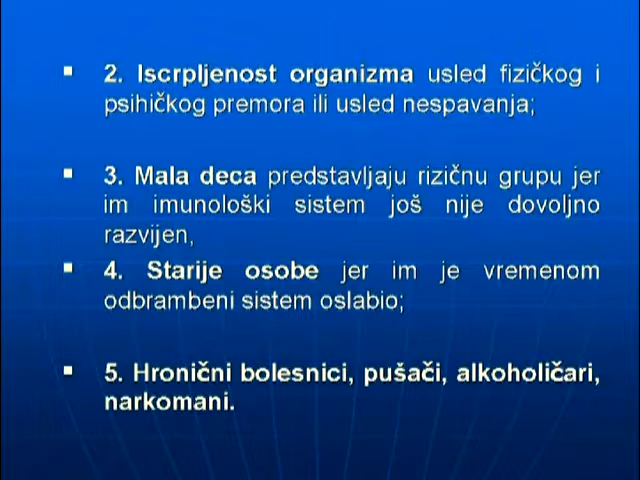 2. Iscrpljenost organizma usled fizičkog i
psihičkog premora ili usled nespavanja;
3. Mala deca predstavljaju rizičnu grupu jer
im imunološki sistem još nije dovoljno
razvijen,
4. Starije osobe jer im je vremenom
odbrambeni sistem oslabio;
5. Hronični bolesnici, pušači, alkoholičari,
narkomani.